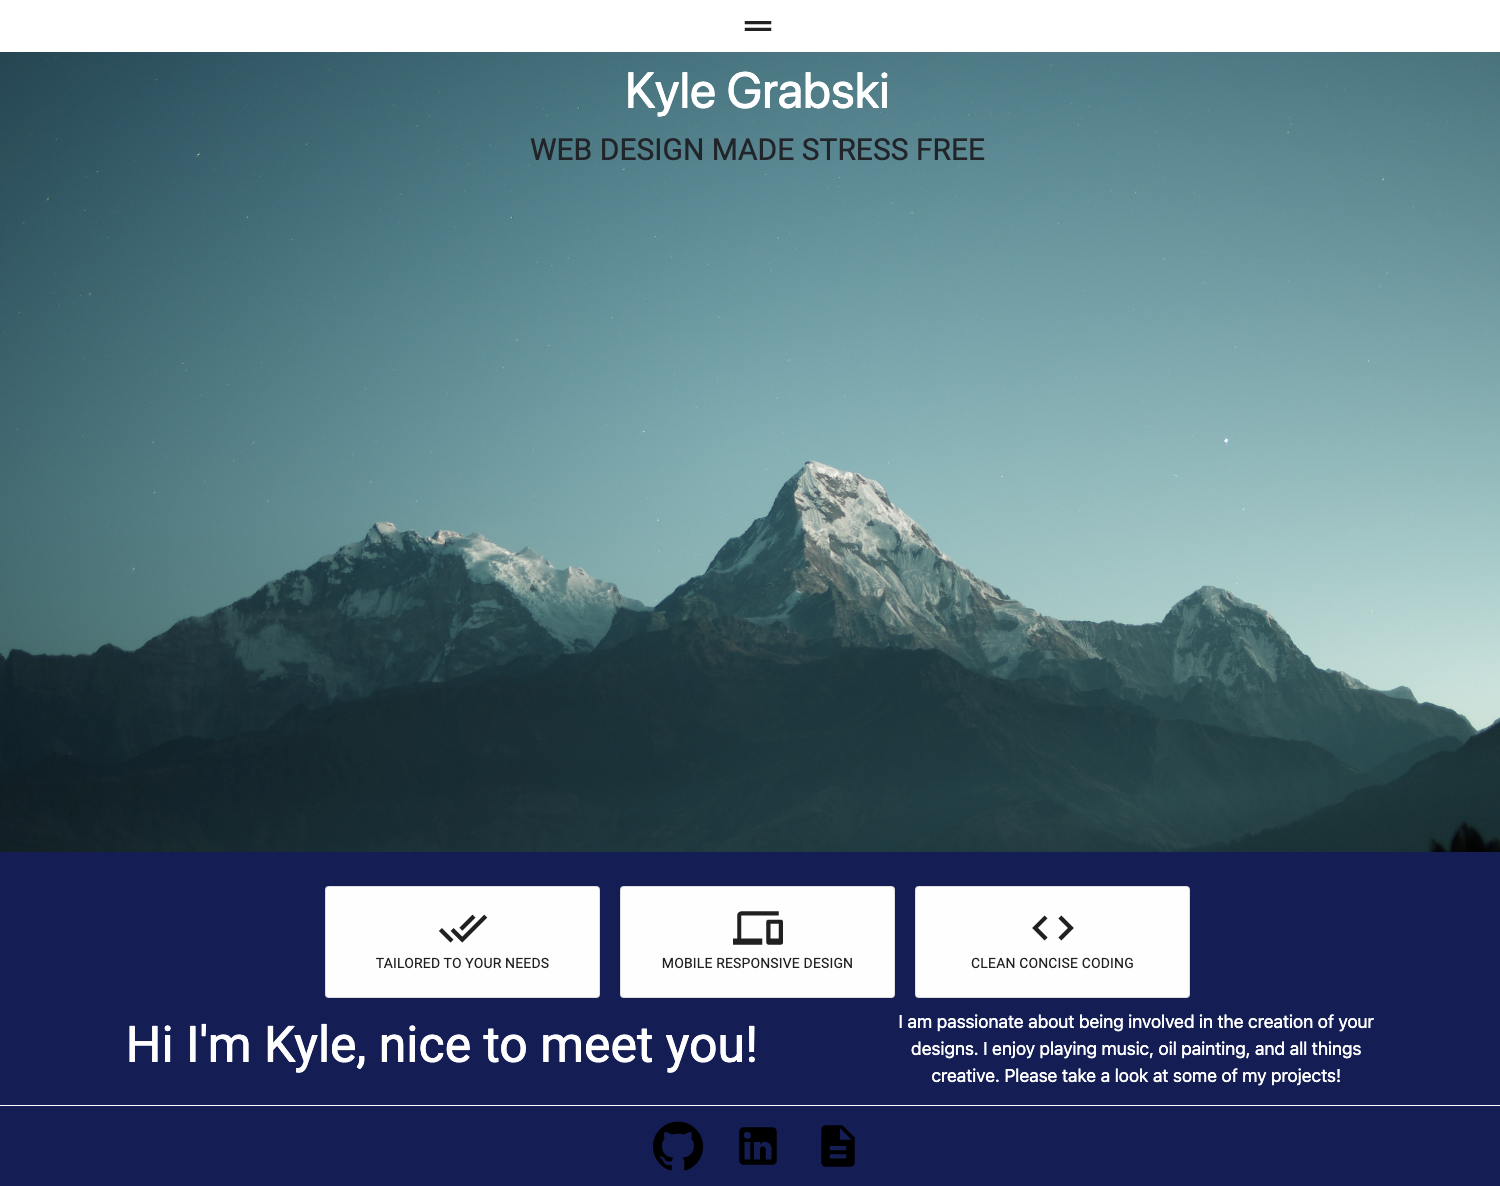 Kyle Grabski
WEB DESIGN MADE STRESS FREE
TAILORED TO YOUR NEEDS
MOBILE RESPONSIVE DESIGN
CLEAN CONCISE CODING
Hi I'm Kyle, nice to meet you!
I am passionate about being involved in the creation of your
designs. I enjoy playing music, oil painting, and all things
creative. Please take a look at some of my projects!
in